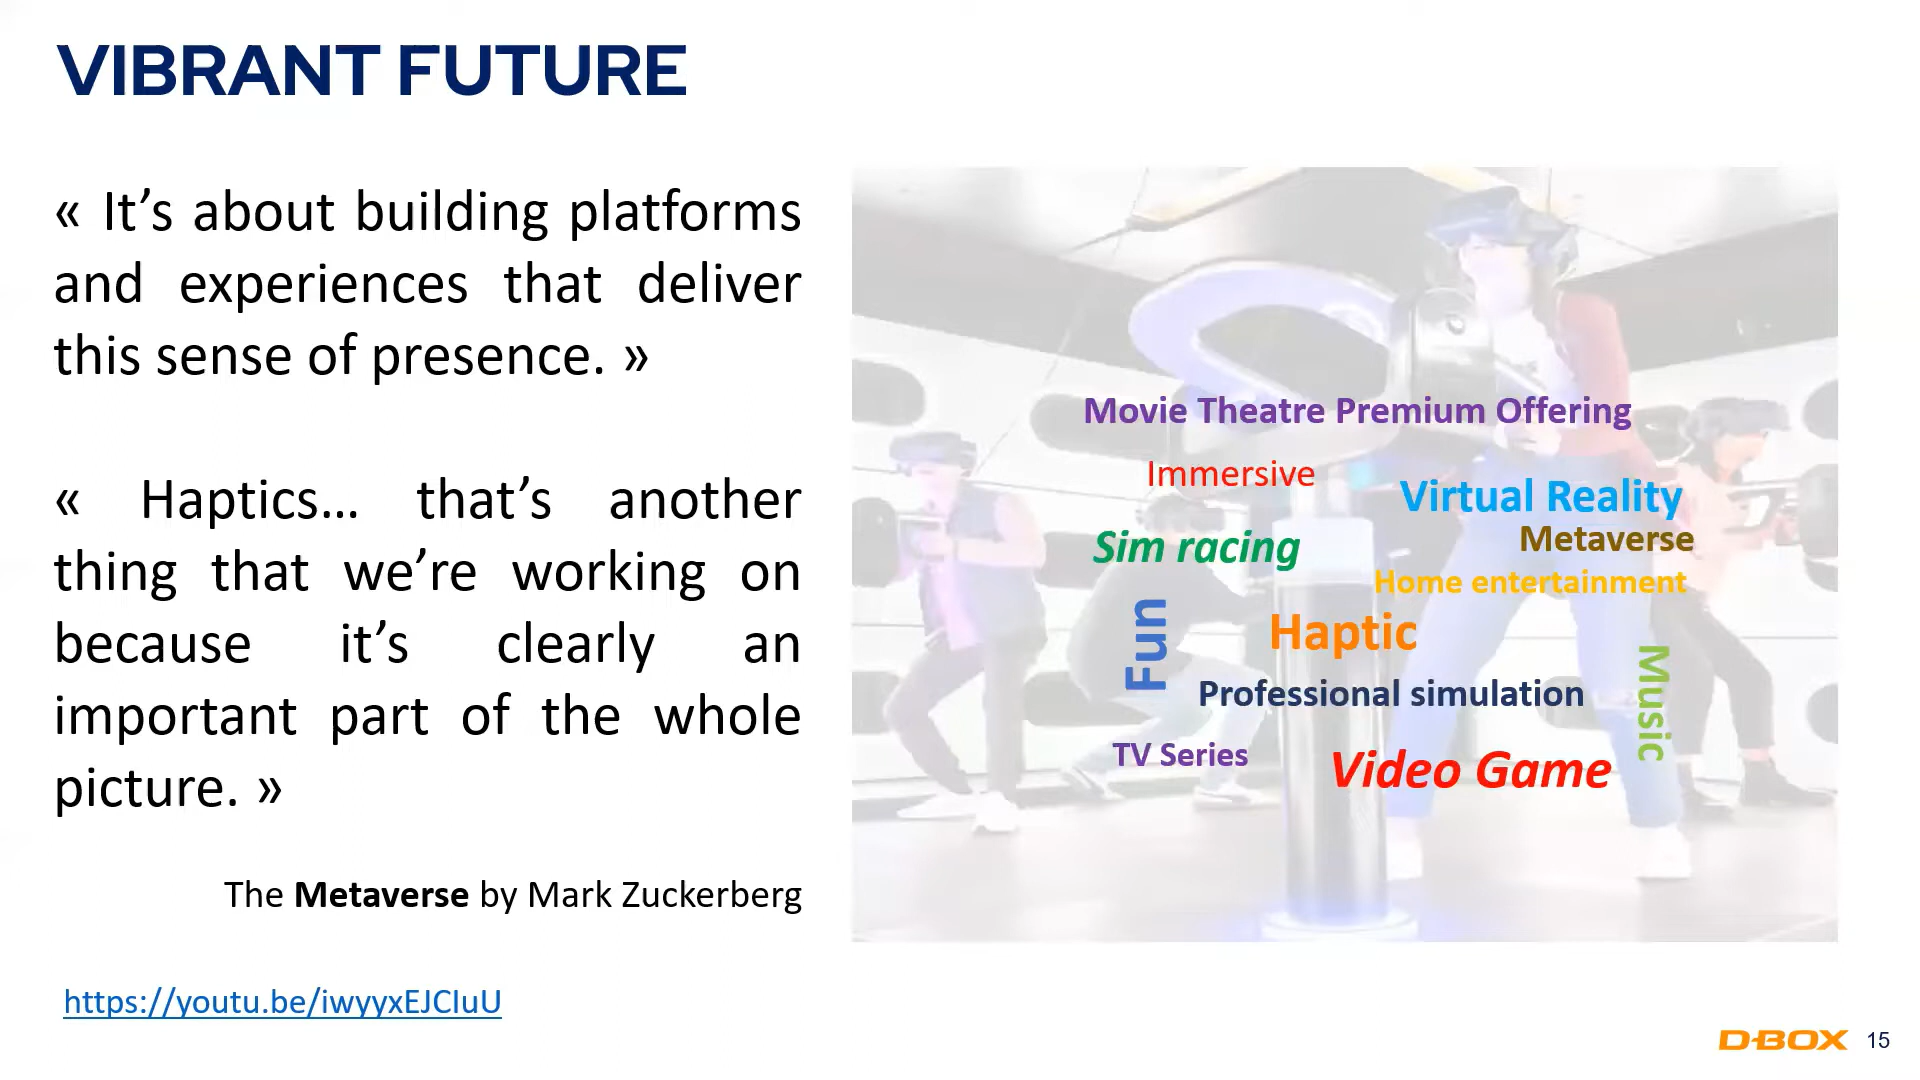 VIBRANT FUTURE
« It’s about building platforms
and experiences that deliver
this sense of presence. »
« Haptics… that’s another
thing that we’re working on
because it’s clearly an
important part of the whole
picture. »
The Metaverse by Mark Zuckerberg
https://youtu.be/iwyyxEJCIuU
Movie Theatre Premium Offering
Immersive
Virtual Reality
Sim racing
Metaverse
Home entertainment
Fun
Haptic
Music
Professional simulation
TV Series
Video Game
D-BOX
15